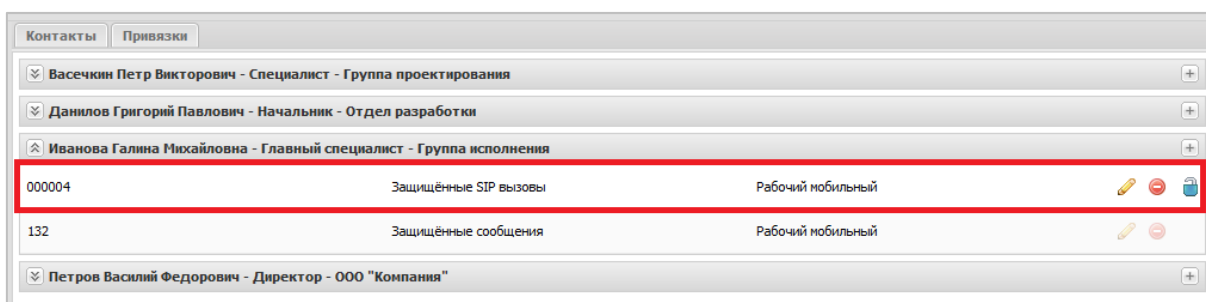 Контакты Привязки
Васечкин Петр Викторович - Специалист - Группа проектирования
Данилов Григорий Павлович - Начальник - Отдел разработки
Иванова Галина Михайловна - Главный специалист - Группа исполнения
000004 Защищённые SIP вызовы Рабочий мобильный
132 Защищённые сообщения Рабочий мобильный
Петров Василий Федорович - Директор - ООО "Компания"